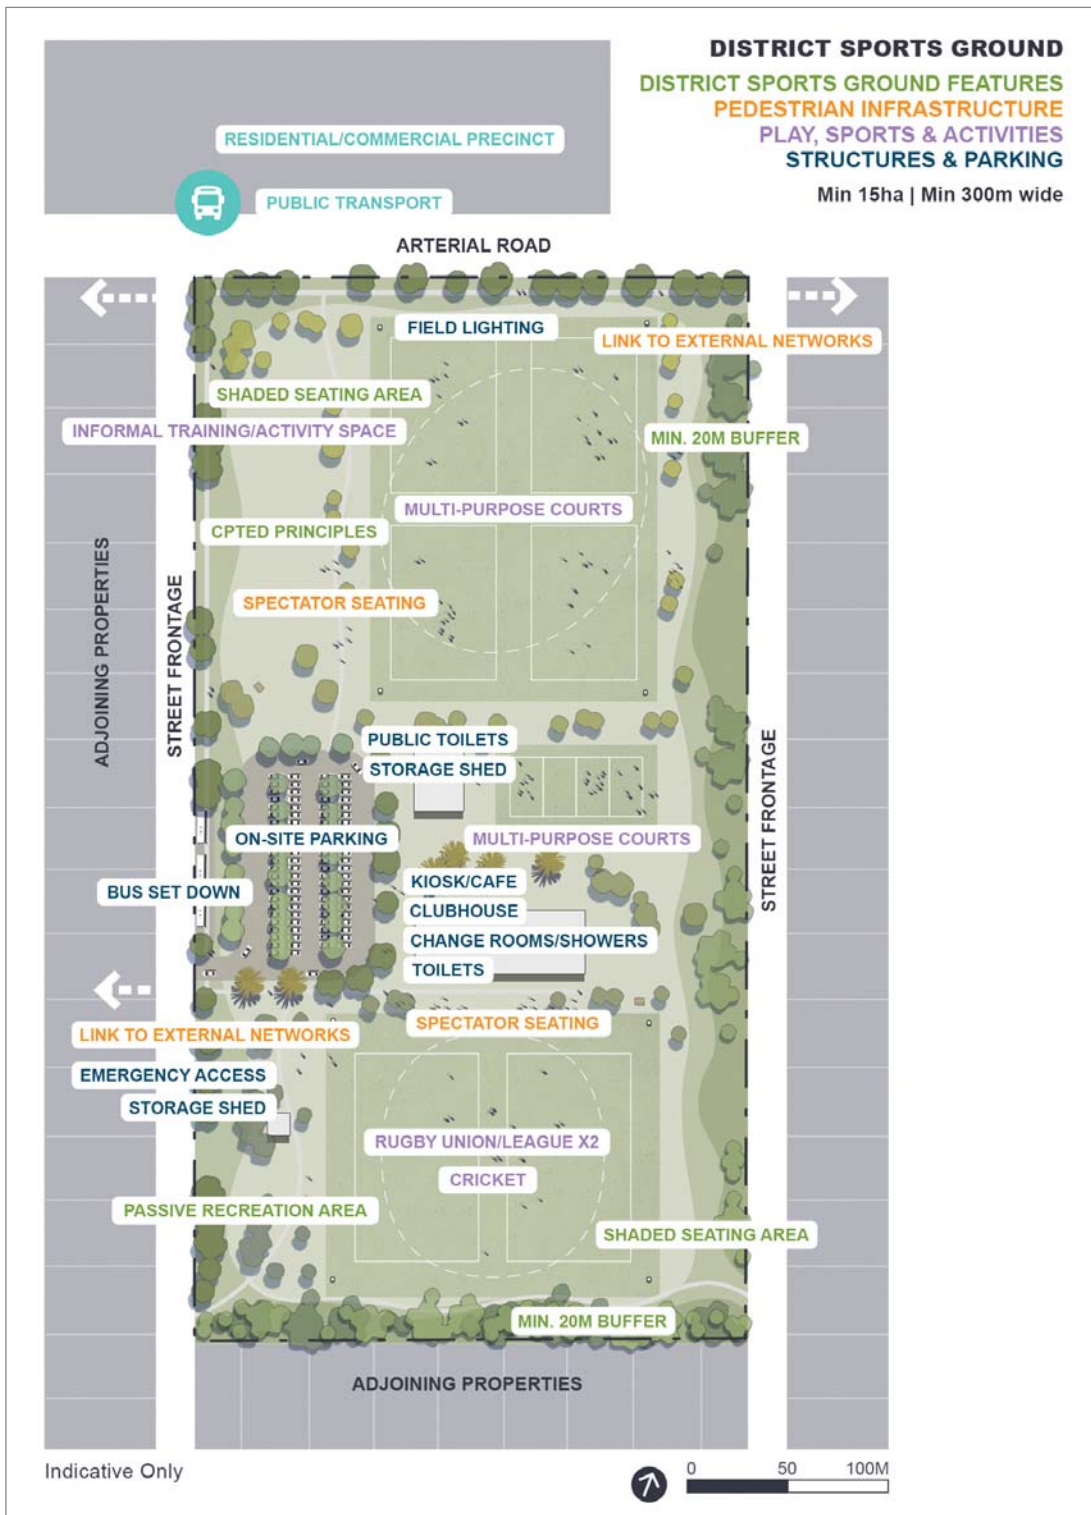 DISTRICT SPORTS GROUND
DISTRICT SPORTS GROUND FEATURES
PEDESTRIAN INFRASTRUCTURE
PLAY, SPORTS & ACTIVITIES
STRUCTURES & PARKING
Min 15ha | Min 300m wide
RESIDENTIAL/COMMERCIAL PRECINCT
PUBLIC TRANSPORT
ARTERIAL ROAD
FIELD LIGHTING
LINK TO EXTERNAL NETWORKS
SHADED SEATING AREA
INFORMAL TRAINING/ACTIVITY SPACE
MIN. 20M BUFFER
MULTI-PURPOSE COURTS
CPTED PRINCIPLES
ADJOINING PROPERTIES
STREET FRONTAGE
SPECTATOR SEATING
PUBLIC TOILETS
STORAGE SHED
ON-SITE PARKING
MULTI-PURPOSE COURTS
STREET FRONTAGE
BUS SET DOWN
KIOSK/CAFE
CLUBHOUSE
CHANGE ROOMS/SHOWERS
TOILETS
SPECTATOR SEATING
LINK TO EXTERNAL NETWORKS
EMERGENCY ACCESS
STORAGE SHED
RUGBY UNION/LEAGUE X2
CRICKET
PASSIVE RECREATION AREA
SHADED SEATING AREA
MIN. 20M BUFFER
ADJOINING PROPERTIES
Indicative Only
0 50 100M